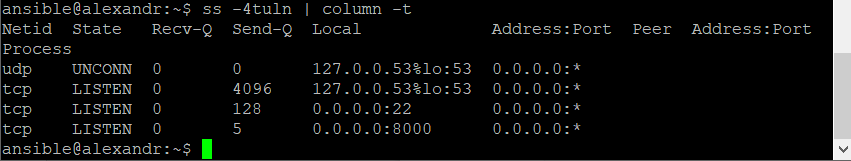 ansible@alexandr:~$ ss -4tuln | column -t
Netid  State   Recv-Q  Send-Q  Local             Address:Port  Peer  Address:Port
Process
udp    UNCONN  0       0       127.0.0.53%lo:53  0.0.0.0:*
tcp    LISTEN  0       4096    127.0.0.53%lo:53  0.0.0.0:*
tcp    LISTEN  0       128     0.0.0.0:22        0.0.0.0:*
tcp    LISTEN  0       5       0.0.0.0:8000      0.0.0.0:*
ansible@alexandr:~$